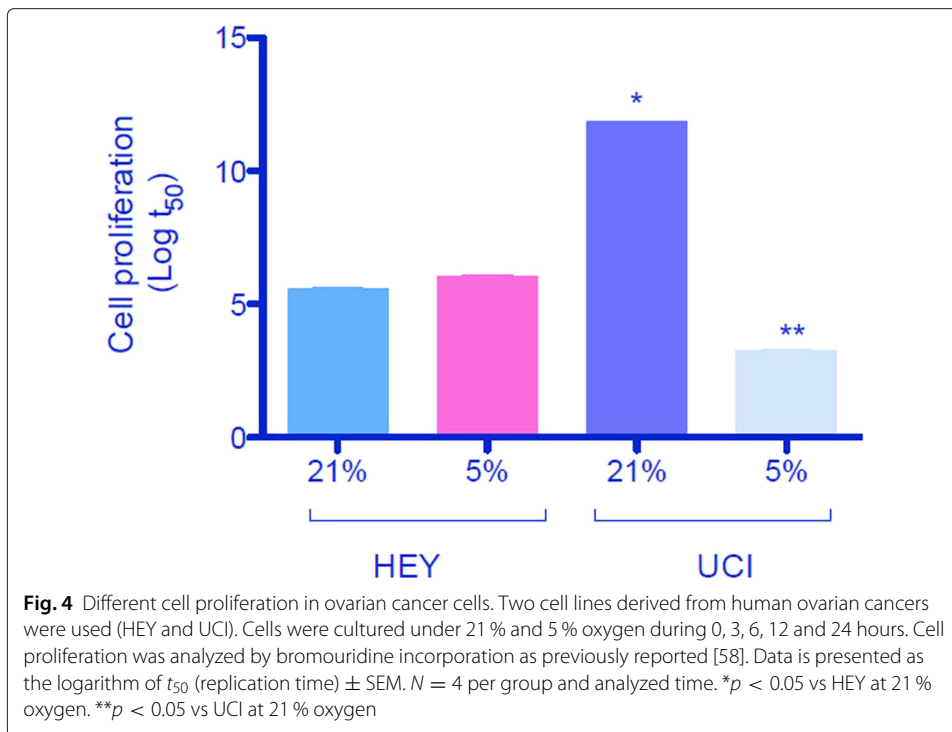 15
10
5
0
Cell proliferation
(Log t50)
*
**
21%
5%
21%
5%
HEY
UCI
Fig. 4 Different cell proliferation in ovarian cancer cells. Two cell lines derived from human ovarian cancers
were used (HEY and UCI). Cells were cultured under 21 % and 5 % oxygen during 0, 3, 6, 12 and 24 hours. Cell
proliferation was analyzed by bromouridine incorporation as previously reported [58]. Data is presented as
the logarithm of t50 (replication time) ± SEM. N = 4 per group and analyzed time. *p < 0.05 vs HEY at 21 %
oxygen. **p < 0.05 vs UCI at 21 % oxygen